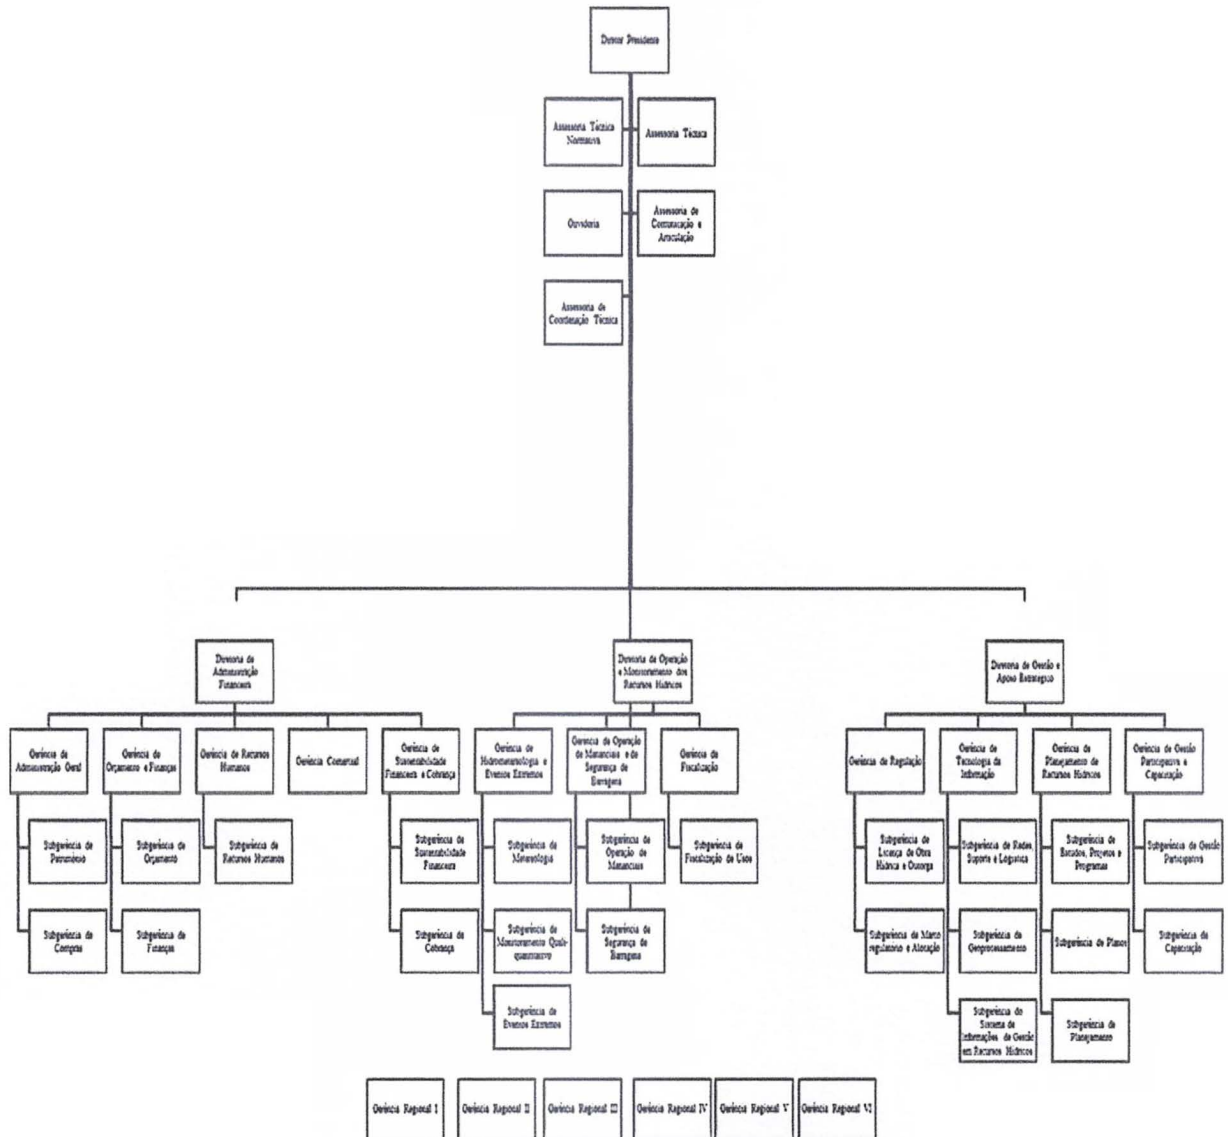 Diretor Presidente
Assessoria Técnica
Normativa
Assessoria Técnica
Ouvidoria
Assessoria de
Comunicação e
Articulação
Assessoria de
Coordenação Técnica
Diretoria de
Administração
Financeira
Diretoria de Operação
e Monitoramento dos
Recursos Hídricos
Diretoria de Gestão e
Apoio Estratégico
Gerência de
Administração Geral
Gerência de
Orçamento e Finanças
Gerência de Recursos
Humanos
Gerência Contratual
Gerência de
Sustentabilidade
Financeira e Cobrança
Gerência de
Hidrometeorologia e
Eventos Extremos
Gerência de Operação
de Mananciais e de
Segurança de
Barragens
Gerência de
Fiscalização
Gerência de Regulação
Gerência de
Tecnologia da
Informação
Gerência de
Planejamento de
Recursos Hídricos
Gerência de Gestão
Participativa e
Capacitação
Subgerência de
Patrimônio
Subgerência de
Orçamento
Subgerência de
Recursos Humanos
Subgerência de
Sustentabilidade
Financeira
Subgerência de
Meteorologia
Subgerência de
Operação de
Mananciais
Subgerência de
Fiscalização de Usos
Subgerência de
Licença de Obra
Hídrica e Outorga
Subgerência de Redes,
Suporte e Logística
Subgerência de
Estudos, Projetos e
Programas
Subgerência de Gestão
Participativa
Subgerência de
Compras
Subgerência de
Finanças
Subgerência de
Cobrança
Subgerência de
Monitoramento Quali-
quantitativo
Subgerência de
Segurança de
Barragens
Subgerência de Marco
regulatório e Alocação
Subgerência de
Geoprocessamento
Subgerência de Planos
Subgerência de
Capacitação
Subgerência de
Eventos Extremos
Subgerência do
Sistema de
Informações de Gestão
em Recursos Hídricos
Subgerência de
Planejamento
Gerência Regional I
Gerência Regional II
Gerência Regional III
Gerência Regional IV
Gerência Regional V
Gerência Regional VI